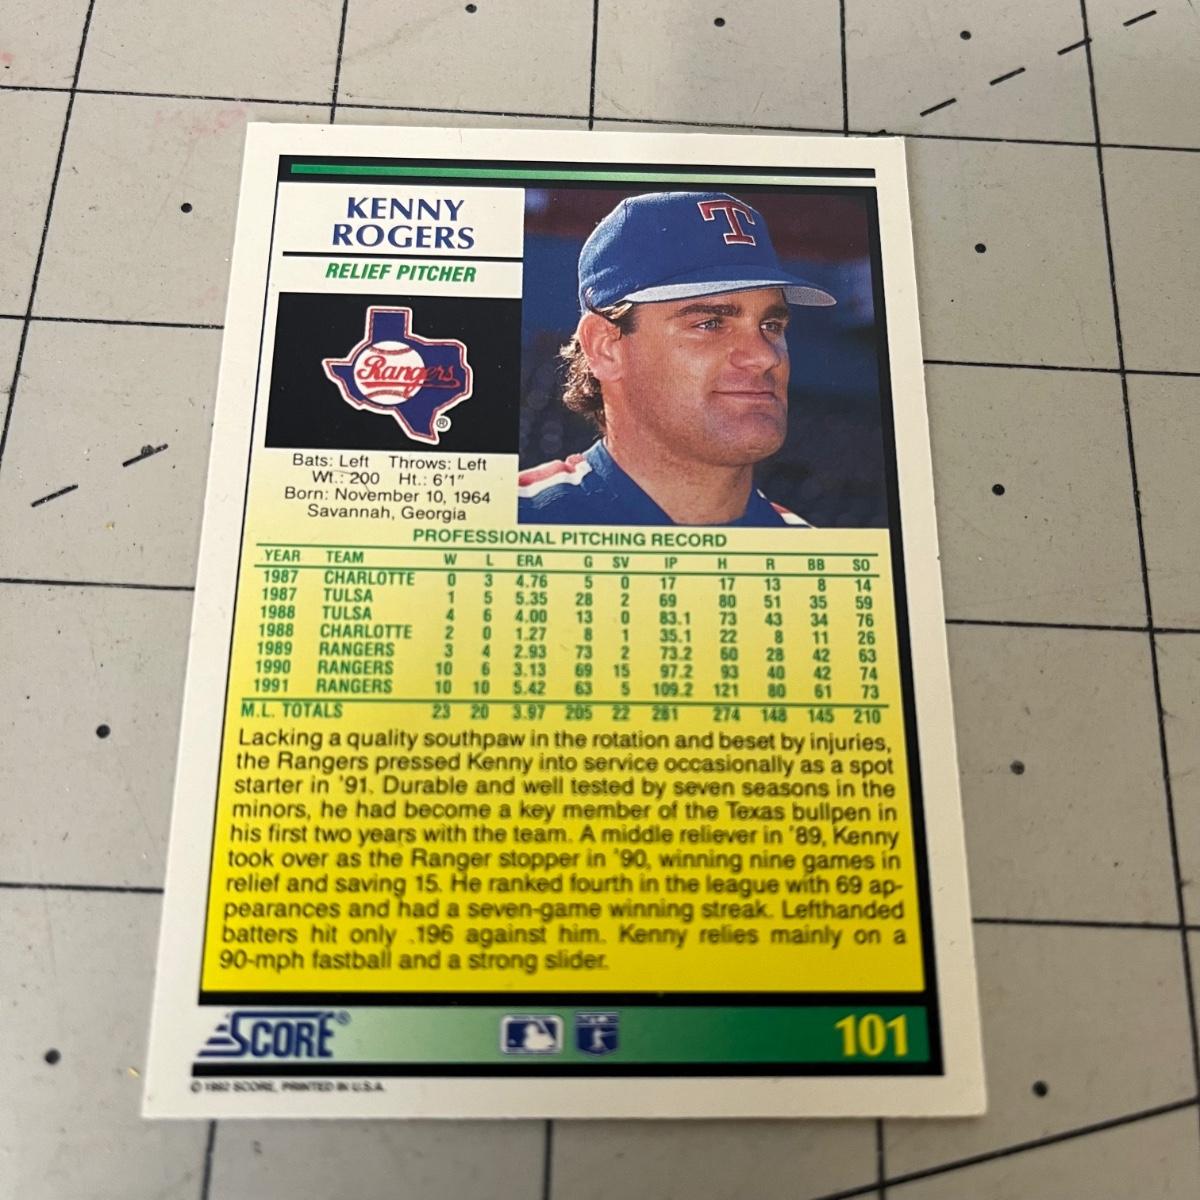 KENNY
ROGERS
RELIEF PITCHER
T
Rangers
®
Bats: Left Throws: Left
Wt.: 200 Ht.: 6'1"
Born: November 10, 1964
Savannah, Georgia
PROFESSIONAL PITCHING RECORD
YEAR TEAM W L ERA G SV IP H R BB SO
1987 CHARLOTTE 0 3 4.76 5 0 17 17 13 8 14
1987 TULSA 1 5 5.35 28 2 69 80 51 35 59
1988 TULSA 4 6 4.00 13 0 83.1 73 43 34 76
1988 CHARLOTTE 2 0 1.27 8 1 35.1 22 8 11 26
1989 RANGERS 3 4 2.93 73 2 73.2 60 28 42 63
1990 RANGERS 10 6 3.13 69 15 97.2 93 40 42 74
1991 RANGERS 10 10 5.42 63 5 109.2 121 80 61 73
M.L. TOTALS 23 20 3.97 205 22 281 274 148 145 210
Lacking a quality southpaw in the rotation and beset by injuries,
the Rangers pressed Kenny into service occasionally as a spot
starter in '91. Durable and well tested by seven seasons in the
minors, he had become a key member of the Texas bullpen in
his first two years with the team. A middle reliever in '89, Kenny
took over as the Ranger stopper in '90, winning nine games in
relief and saving 15. He ranked fourth in the league with 69 ap-
pearances and had a seven-game winning streak. Lefthanded
batters hit only .196 against him. Kenny relies mainly on a
90-mph fastball and a strong slider.
SCORE® 101
© 1992 SCORE, PRINTED IN U.S.A.